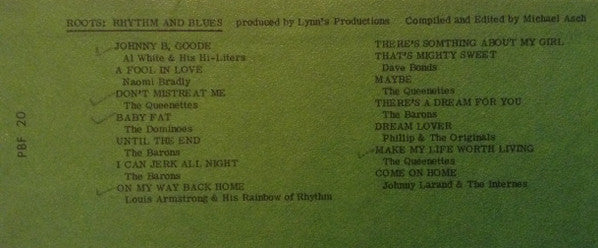 ROOTS: RHYTHM AND BLUES produced by Lynn's Productions Compiled and Edited by Michael Asch
JOHNNY B. GOODE
Al White & His Hi-Liters
A FOOL IN LOVE
Naomi Bradly
DON'T MISTREAT ME
The Queenettes
BABY FAT
The Dominoes
UNTIL THE END
The Barons
I CAN JERK ALL NIGHT
The Barons
ON MY WAY BACK HOME
Louis Armstrong & His Rainbow of Rhythm
THERE'S SOMTHING ABOUT MY GIRL
THAT'S MIGHTY SWEET
Dave Bonds
MAYBE
The Queenettes
THERE'S A DREAM FOR YOU
The Barons
DREAM LOVER
Phillip & The Originals
MAKE MY LIFE WORTH LIVING
The Queenettes
COME ON HOME
Johnny Larand & The Internes
PBF 20